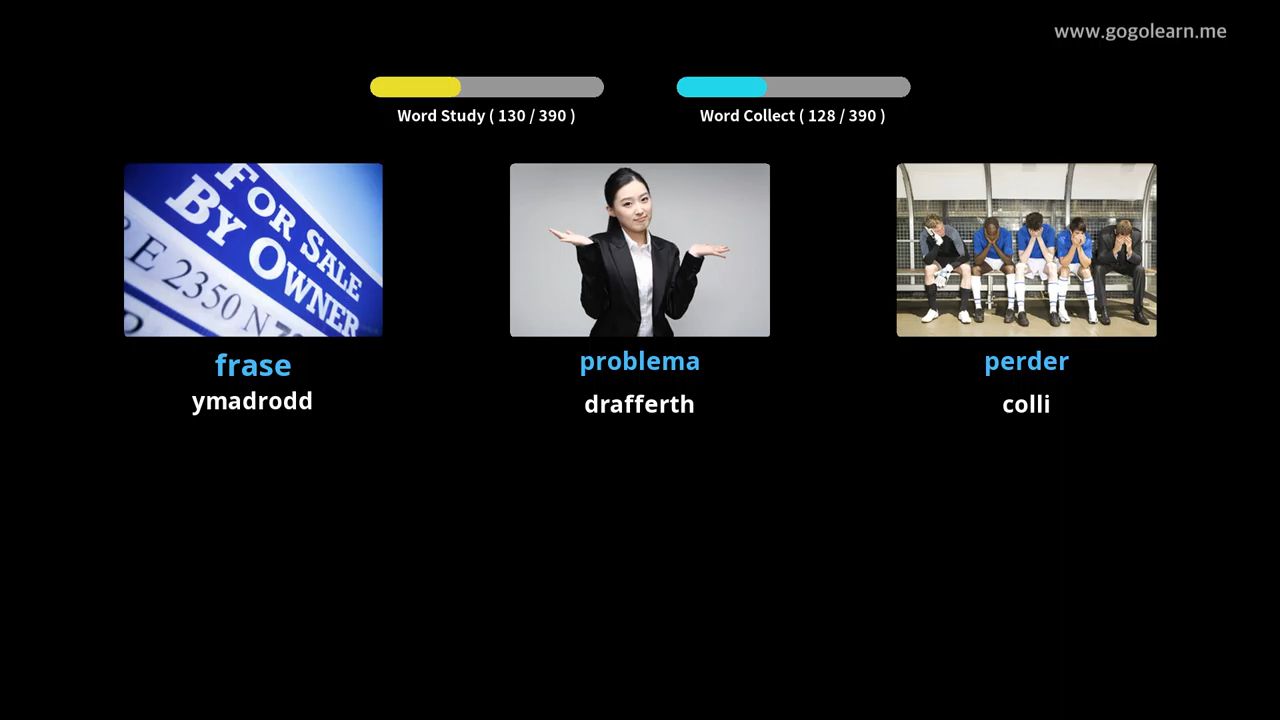 www.gogolearn.me
Word Study ( 130 / 390 )
Word Collect ( 128 / 390 )
FOR SALE
BY OWNER
E 2350 N
frase
ymadrodd
problema
drafferth
perder
colli